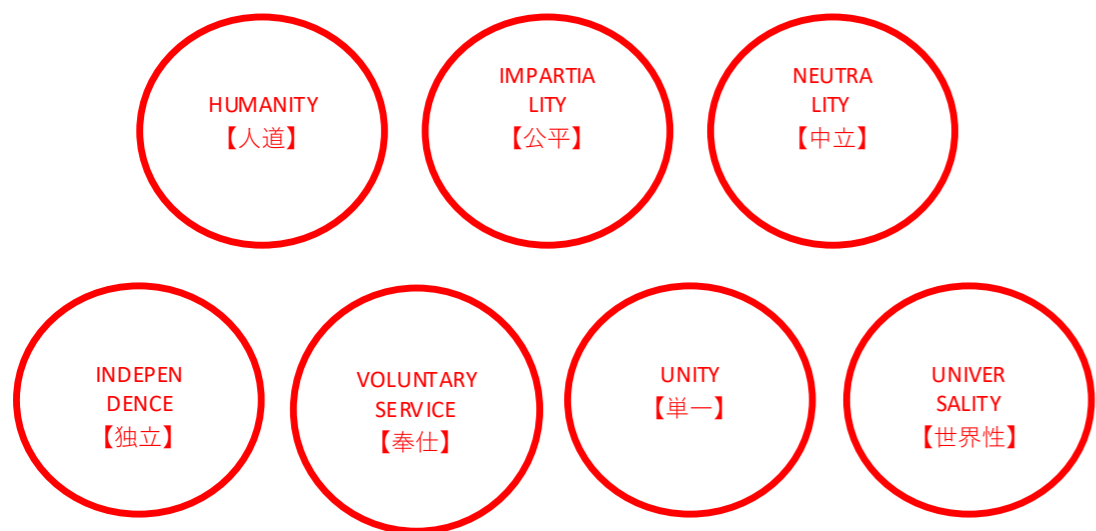 HUMANITY
【人道】
IMPARTIA
LITY
【公平】
NEUTRA
LITY
【中立】
INDEPEN
DENCE
【独立】
VOLUNTARY
SERVICE
【奉仕】
UNITY
【単一】
UNIVER
SALITY
【世界性】